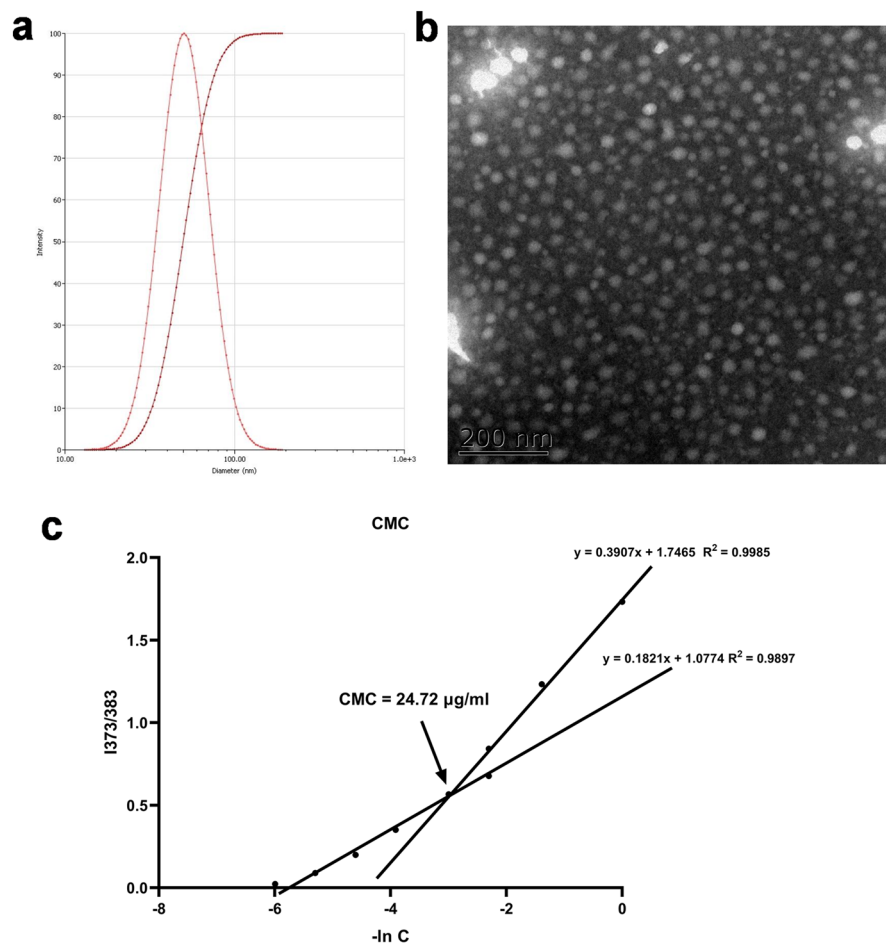 a
100
90
80
70
60
50
40
30
20
10
0
Intensity
10.00
100.00
1.0e+3
Diameter (nm)
b
200 nm
c
CMC
2.0
1.5
1.0
0.5
0.0
I373/383
y = 0.3907x + 1.7465 R² = 0.9985
y = 0.1821x + 1.0774 R² = 0.9897
CMC = 24.72 μg/ml
-8
-6
-4
-2
0
-ln C